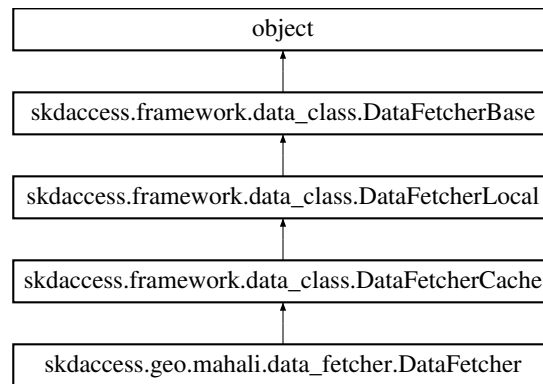 object
skdaccess.framework.data_class.DataFetcherBase
skdaccess.framework.data_class.DataFetcherLocal
skdaccess.framework.data_class.DataFetcherCache
skdaccess.geo.mahali.data_fetcher.DataFetcher